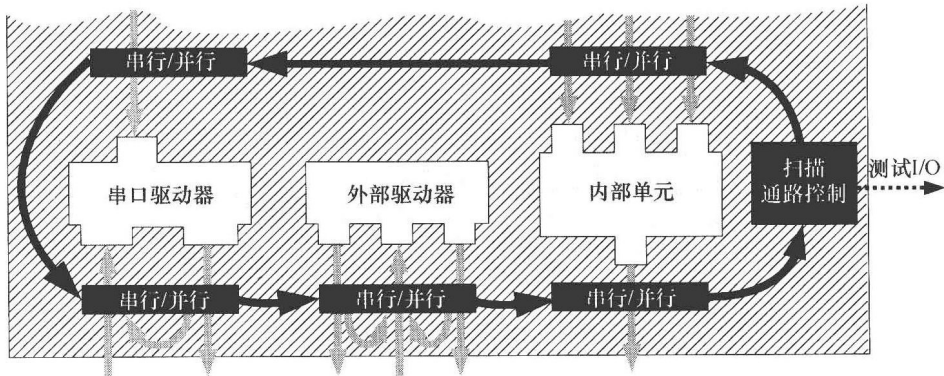 串行/并行
串行/并行
串口驱动器
外部驱动器
内部单元
扫描
通路控制
测试I/O
串行/并行
串行/并行
串行/并行